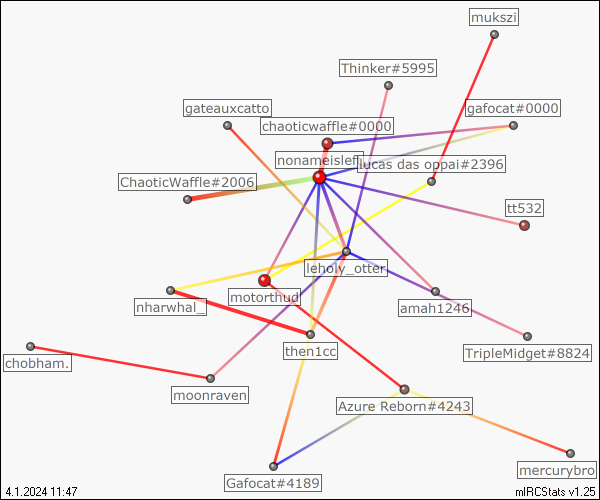 mukszi
Thinker#5995
gateauxcatto
gafocat#0000
chaoticwaffle#0000
nonameisleft
lucas das oppai#2396
ChaoticWaffle#2006
tt532
leholy_otter
nharwhal_
motorthud
amah1246
then1cc
TripleMidget#8824
chobham.
moonraven
Azure Reborn#4243
mercurybro
Gafocat#4189
4.1.2024 11:47
mIRCStats v1.25